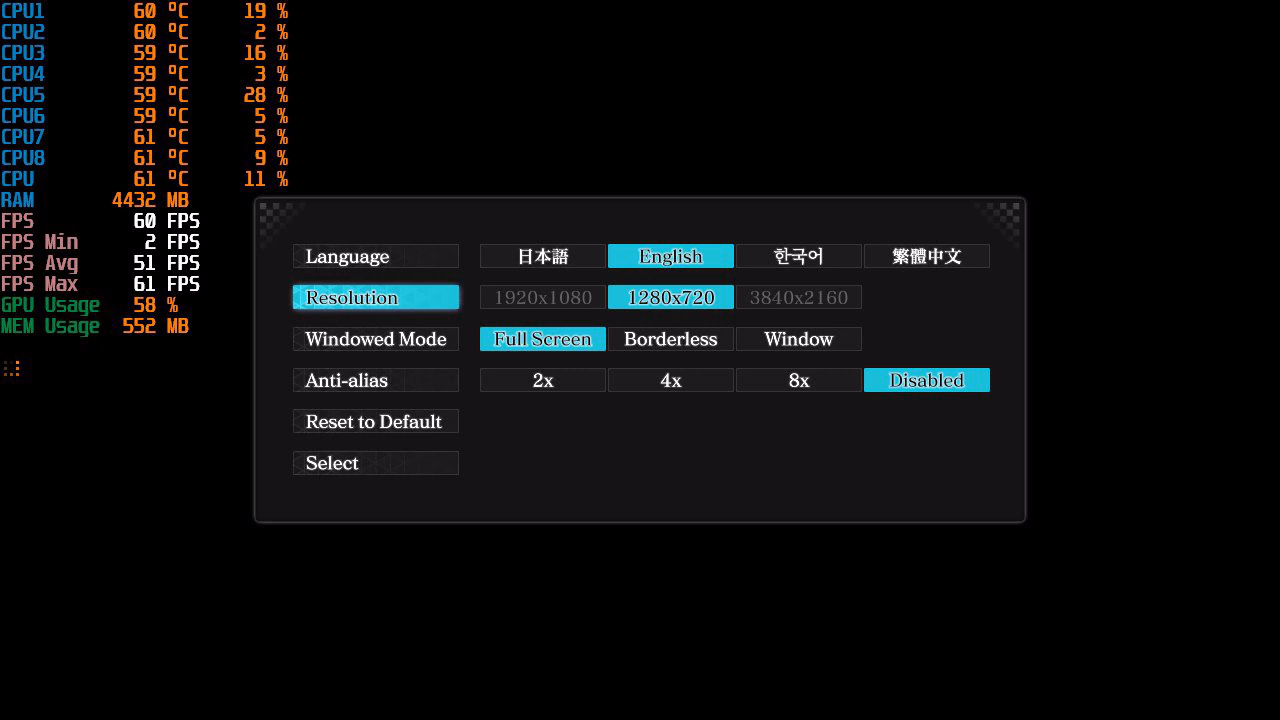 CPU1 60 °C 19 %
CPU2 60 °C 2 %
CPU3 59 °C 16 %
CPU4 59 °C 3 %
CPU5 59 °C 28 %
CPU6 59 °C 5 %
CPU7 61 °C 5 %
CPU8 61 °C 9 %
CPU 61 °C 11 %
RAM 4432 MB
FPS 60 FPS
FPS Min 2 FPS
FPS Avg 51 FPS
FPS Max 61 FPS
GPU Usage 58 %
MEM Usage 552 MB
Language 日本語 English 한국어 繁體中文
Resolution 1920x1080 1280x720 3840x2160
Windowed Mode Full Screen Borderless Window
Anti-alias 2x 4x 8x Disabled
Reset to Default
Select